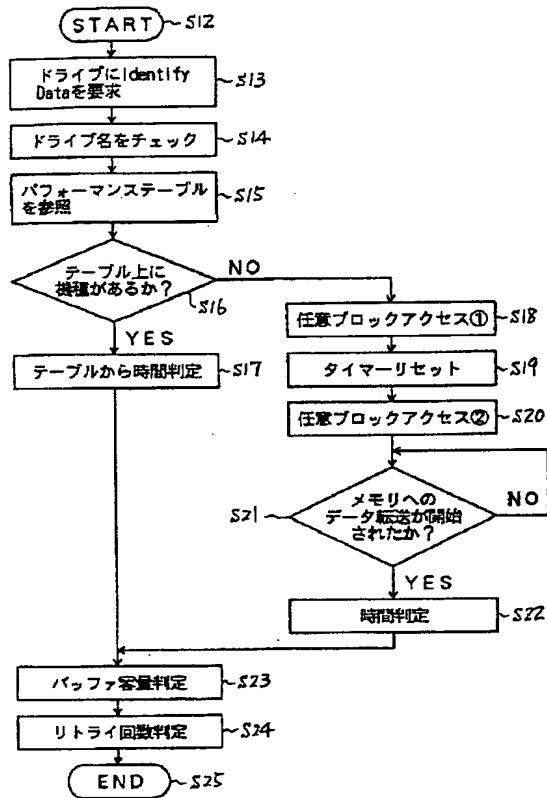 START S12
ドライブにIdentify
Dataを要求 S13
ドライブ名をチェック S14
パフォーマンステーブル
を参照 S15
テーブル上に
機種があるか? S16
NO
YES
テーブルから時間判定 S17
任意ブロックアクセス① S18
タイマーリセット S19
任意ブロックアクセス② S20
メモリへの
データ転送が開始
されたか? S21
NO
YES
時間判定 S22
バッファ容量判定 S23
リトライ回数判定 S24
END S25